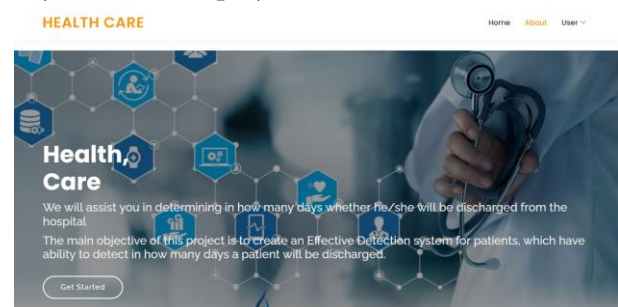 HEALTH CARE
Home About User
Health,
Care
We will assist you in determining in how many days whether he/she will be discharged from the
hospital
The main objective of this project is to create an Effective Detection system for patients, which have
ability to detect in how many days a patient will be discharged.
Get Started